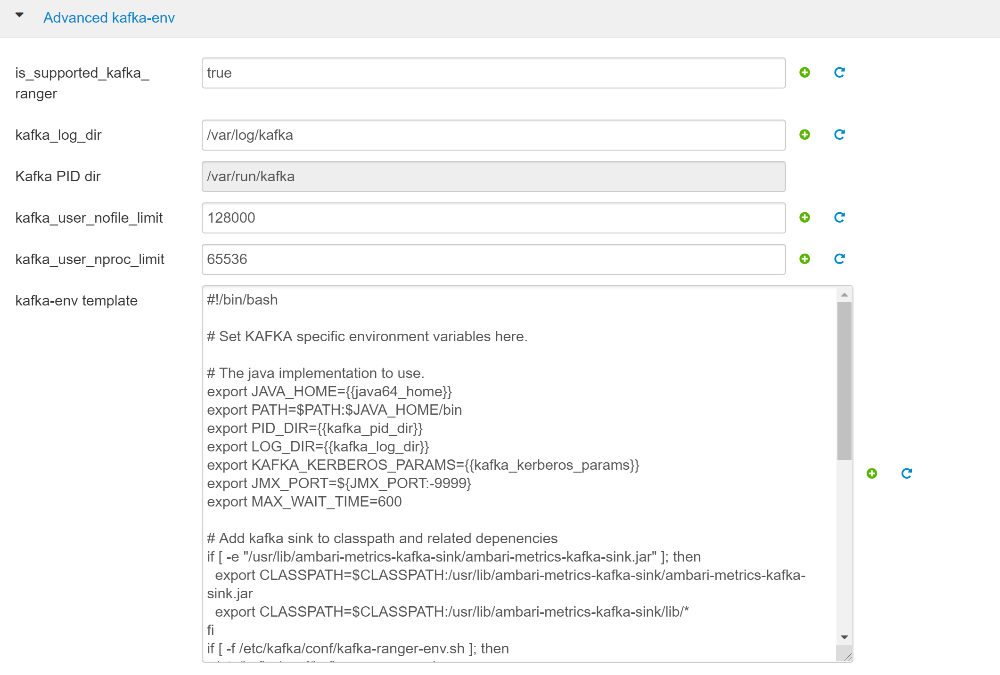 Advanced kafka-env
is_supported_kafka_
ranger
true
kafka_log_dir
/var/log/kafka
Kafka PID dir
/var/run/kafka
kafka_user_nofile_limit
128000
kafka_user_nproc_limit
65536
kafka-env template
#!/bin/bash
# Set KAFKA specific environment variables here.
# The java implementation to use.
export JAVA_HOME={{java64_home}}
export PATH=$PATH:$JAVA_HOME/bin
export PID_DIR={{kafka_pid_dir}}
export LOG_DIR={{kafka_log_dir}}
export KAFKA_KERBEROS_PARAMS={{kafka_kerberos_params}}
export JMX_PORT=${JMX_PORT:-9999}
export MAX_WAIT_TIME=600
# Add kafka sink to classpath and related depenencies
if [ -e "/usr/lib/ambari-metrics-kafka-sink/ambari-metrics-kafka-sink.jar" ]; then
export CLASSPATH=$CLASSPATH:/usr/lib/ambari-metrics-kafka-sink/ambari-metrics-kafka-
sink.jar
export CLASSPATH=$CLASSPATH:/usr/lib/ambari-metrics-kafka-sink/lib/*
fi
if [ -f /etc/kafka/conf/kafka-ranger-env.sh ]; then